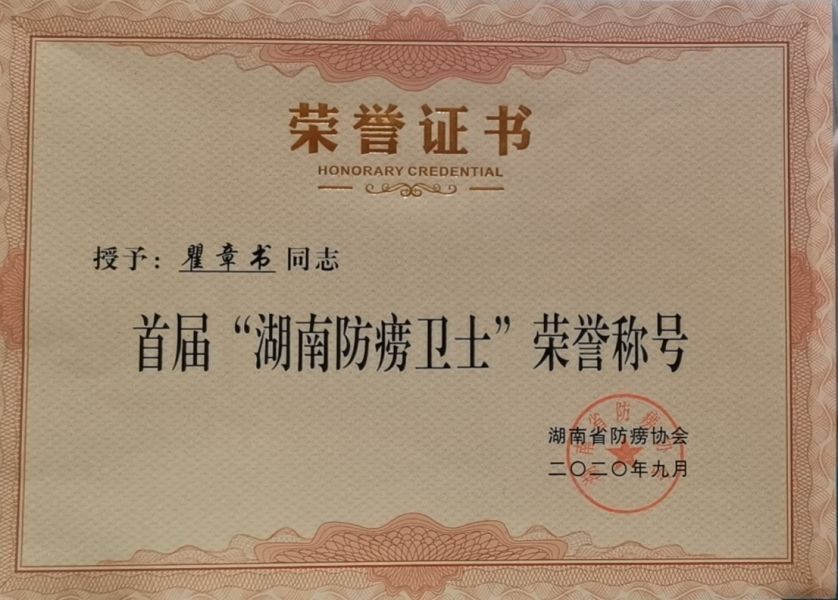 荣誉证书
HONORARY CREDENTIAL
授予：瞿章书同志
首届“湖南防痨卫士”荣誉称号
湖南省防痨协会
二〇二〇年九月